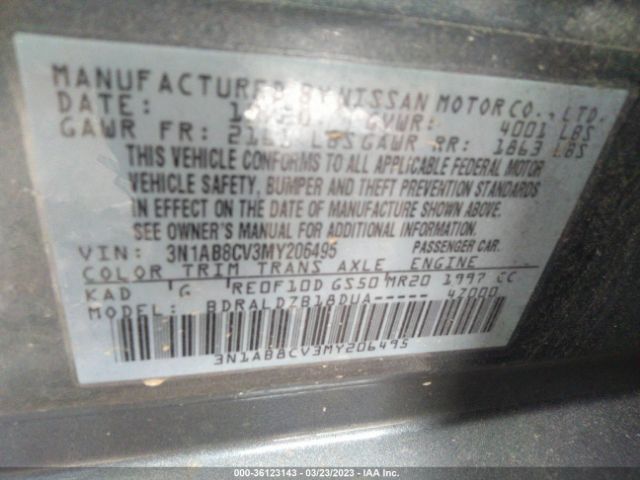 MANUFACTURED BY NISSAN MOTOR CO., LTD.
DATE: GVWR: 4001 LBS
GAWR FR: LBS GAWR RR: 1863 LBS
THIS VEHICLE CONFORMS TO ALL APPLICABLE FEDERAL MOTOR
VEHICLE SAFETY, BUMPER AND THEFT PREVENTION STANDARDS
IN EFFECT ON THE DATE OF MANUFACTURE SHOWN ABOVE.
SEE OWNER'S MANUAL FOR ADDITIONAL INFORMATION.
VIN: 3N1AB8CV3MY206495 PASSENGER CAR.
COLOR TRIM TRANS AXLE ENGINE
KAD G RE0F10D GS50 MR20 1997 CC
BDRALDZB18DUA----- 42000
3N1AB8CV3MY206495
000-36123143 - 03/23/2023 - IAA Inc.